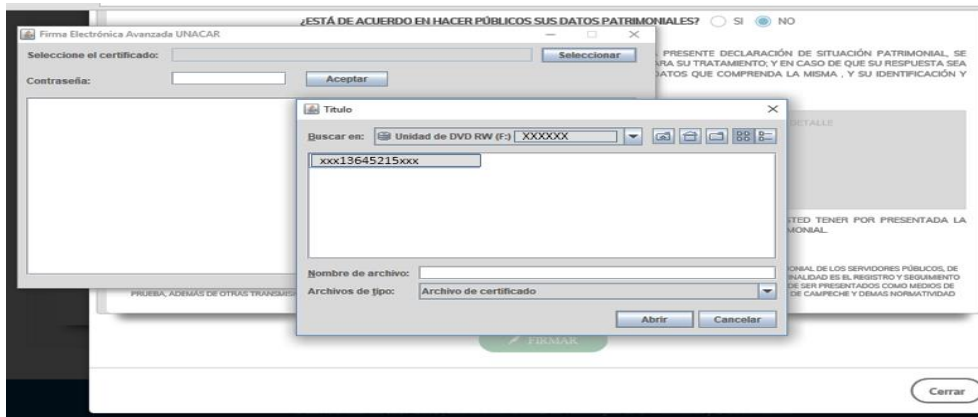 ¿ESTÁ DE ACUERDO EN HACER PÚBLICOS SUS DATOS PATRIMONIALES? SI NO
Firma Electrónica Avanzada UNACAR
Seleccione el certificado: Seleccionar
PRESENTE DECLARACIÓN DE SITUACIÓN PATRIMONIAL, SE
RA SU TRATAMIENTO; Y EN CASO DE QUE SU RESPUESTA SEA
DATOS QUE COMPRENDA LA MISMA , Y SU IDENTIFICACIÓN Y
Contraseña: Aceptar
Titulo
Buscar en: Unidad de DVD RW (F:) XXXXXX
DETALLE
xxx13645215xxx
STED TENER POR PRESENTADA LA
MONIAL.
Nombre de archivo:
Archivos de tipo: Archivo de certificado
ONIAL DE LOS SERVIDORES PÚBLICOS, DE
NALIDAD ES EL REGISTRO Y SEGUIMIENTO
DE SER PRESENTADOS COMO MEDIOS DE
PRUEBA, ADEMÁS DE OTRAS TRANSMIS
DE CAMPECHE Y DEMAS NORMATIVIDAD
Abrir Cancelar
FIRMAR
Cerrar